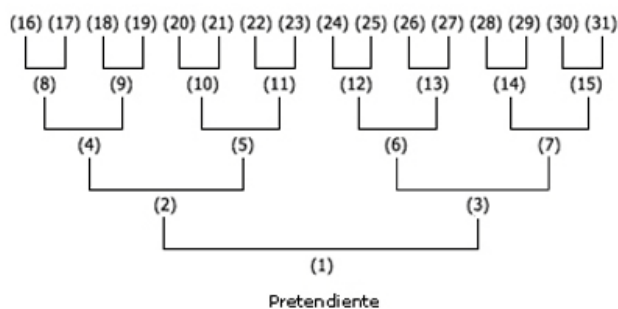 (16) (17) (18) (19) (20) (21) (22) (23) (24) (25) (26) (27) (28) (29) (30) (31)
(8) (9) (10) (11) (12) (13) (14) (15)
(4) (5) (6) (7)
(2) (3)
(1)
Pretendiente